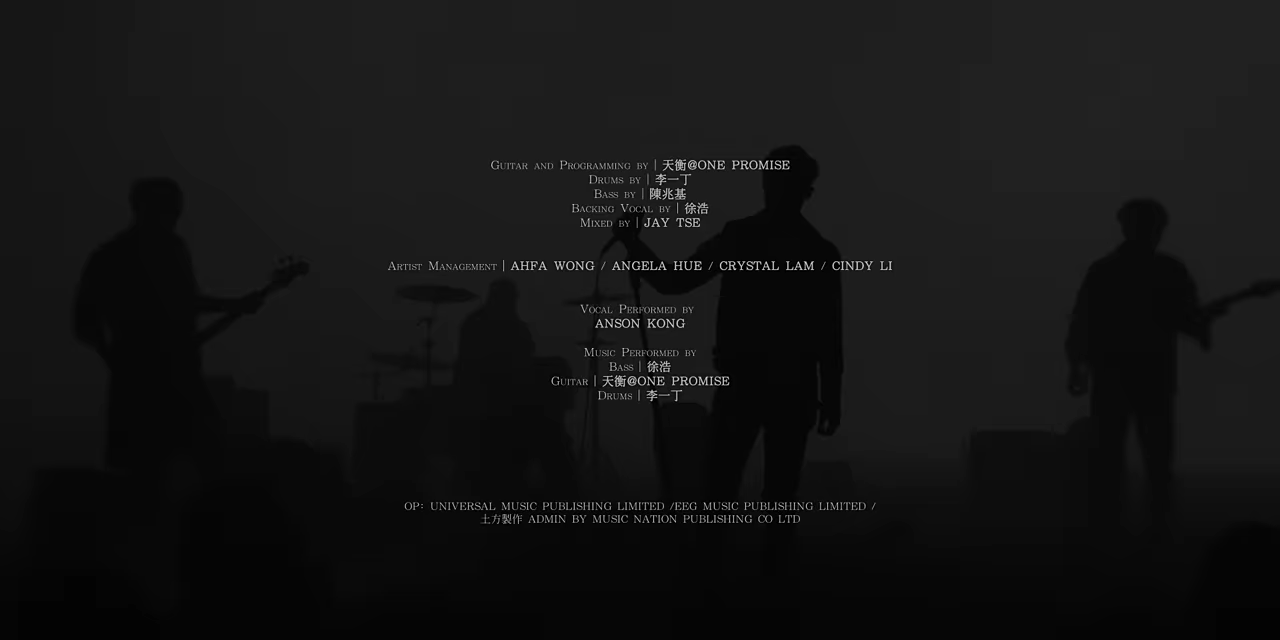 Guitar and Programming by | 天衡@ONE PROMISE
Drums by | 李一丁
Bass by | 陳兆基
Backing Vocal by | 徐浩
Mixed by | JAY TSE
Artist Management | AHFA WONG / ANGELA HUE / CRYSTAL LAM / CINDY LI
Vocal Performed by
ANSON KONG
Music Performed by
Bass | 徐浩
Guitar | 天衡@ONE PROMISE
Drums | 李一丁
OP: UNIVERSAL MUSIC PUBLISHING LIMITED /EEG MUSIC PUBLISHING LIMITED /
土方製作 ADMIN BY MUSIC NATION PUBLISHING CO LTD